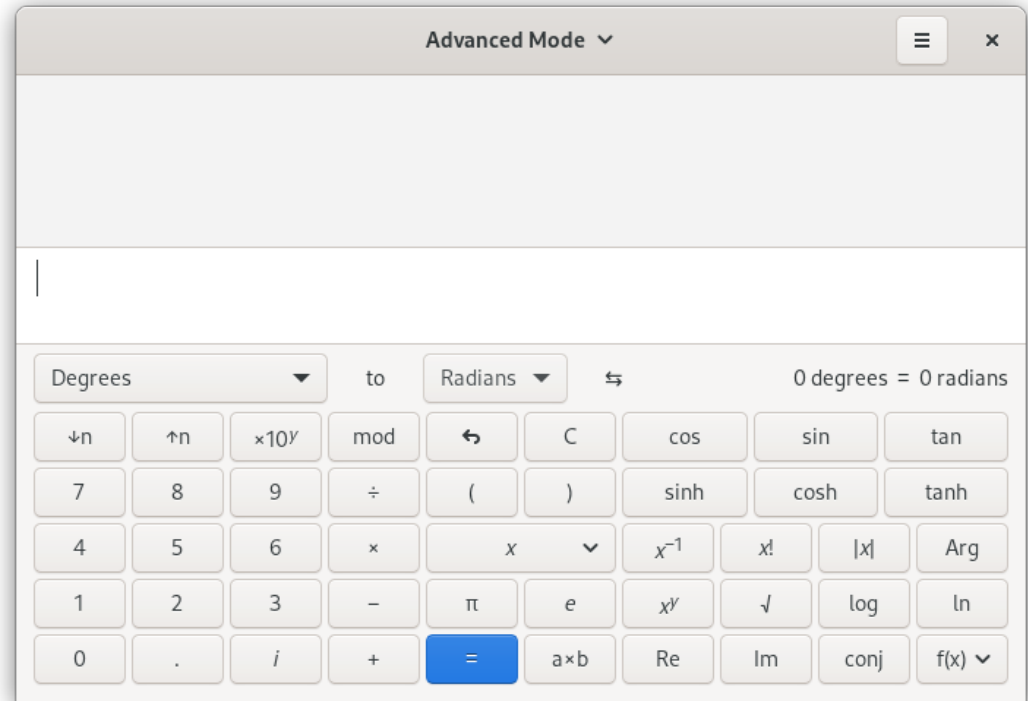 Advanced Mode
Degrees to Radians 0 degrees = 0 radians
↓n ↑n ×10ʸ mod C cos sin tan
7 8 9 ÷ ( ) sinh cosh tanh
4 5 6 × x x⁻¹ x! |x| Arg
1 2 3 − π e xʸ √ log ln
0 . i + = a×b Re Im conj f(x)